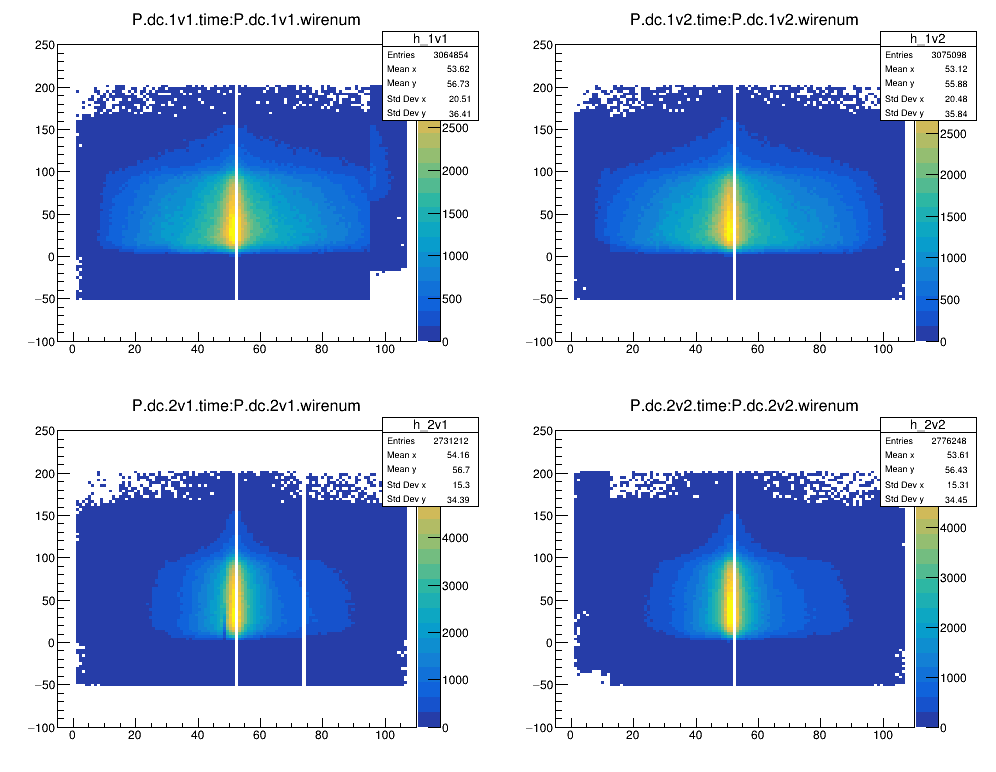 P.dc.1v1.time:P.dc.1v1.wirenum
h_1v1
Entries 3064854
Mean x 53.62
Mean y 56.73
Std Dev x 20.51
Std Dev y 36.41
250
200
150
100
50
0
−50
−100
0 20 40 60 80 100
2500
2000
1500
1000
500
0
P.dc.1v2.time:P.dc.1v2.wirenum
h_1v2
Entries 3075098
Mean x 53.12
Mean y 55.88
Std Dev x 20.48
Std Dev y 35.84
250
200
150
100
50
0
−50
−100
0 20 40 60 80 100
2500
2000
1500
1000
500
0
P.dc.2v1.time:P.dc.2v1.wirenum
h_2v1
Entries 2731212
Mean x 54.16
Mean y 56.7
Std Dev x 15.3
Std Dev y 34.39
250
200
150
100
50
0
−50
−100
0 20 40 60 80 100
4000
3000
2000
1000
0
P.dc.2v2.time:P.dc.2v2.wirenum
h_2v2
Entries 2776248
Mean x 53.61
Mean y 56.43
Std Dev x 15.31
Std Dev y 34.45
250
200
150
100
50
0
−50
−100
0 20 40 60 80 100
4000
3000
2000
1000
0